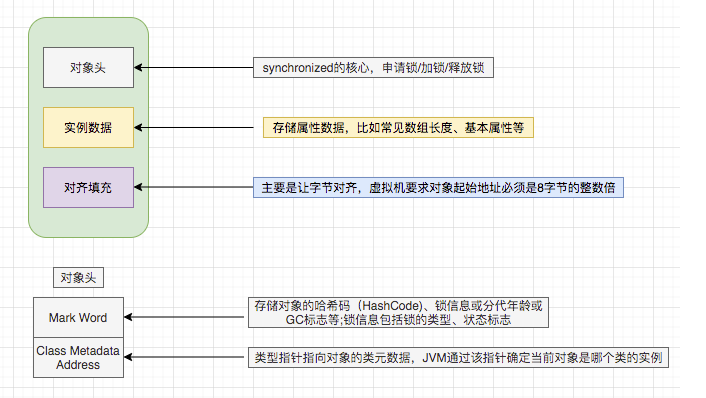 对象头
synchronized的核心，申请锁/加锁/释放锁
实例数据
存储属性数据，比如常见数组长度、基本属性等
对齐填充
主要是让字节对齐，虚拟机要求对象起始地址必须是8字节的整数倍
对象头
Mark Word
存储对象的哈希码（HashCode)、锁信息或分代年龄或
GC标志等;锁信息包括锁的类型、状态标志
Class Metadata
Address
类型指针指向对象的类元数据，JVM通过该指针确定当前对象是哪个类的实例